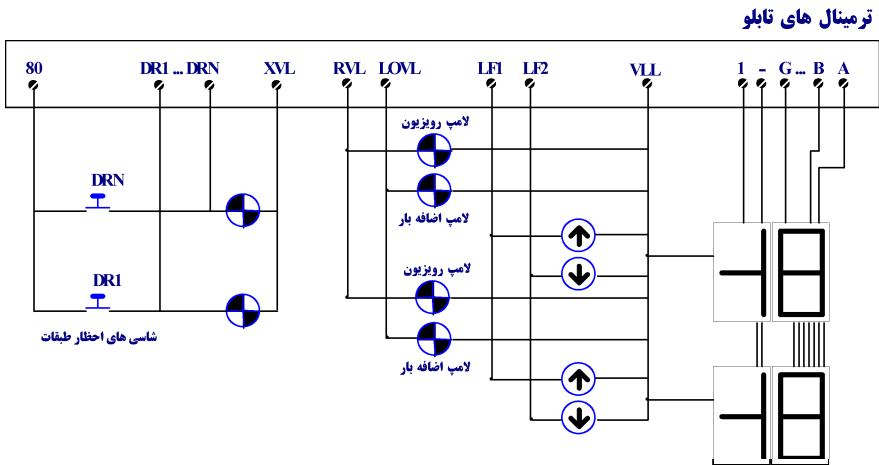 ترمینال های تابلو
80 DR1 ... DRN XVL RVL LOVL LF1 LF2 VLL 1 - G ... B A
لامپ رویزیون
DRN
لامپ اضافه بار
لامپ رویزیون
DR1
شاسی های احظار طبقات
لامپ اضافه بار